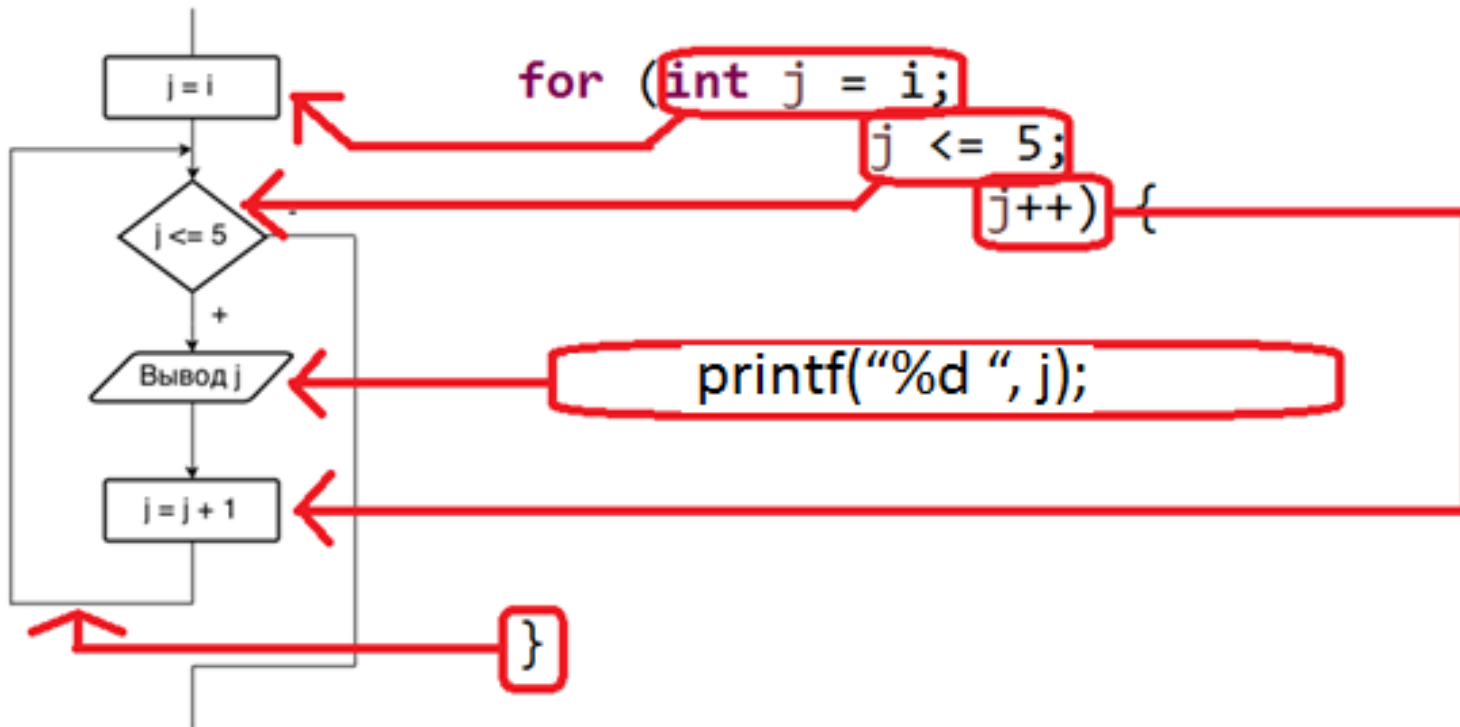 j = i
j <= 5
-
+
Вывод j
j = j + 1
for (int j = i;
j <= 5;
j++) {
printf(“%d “, j);
}